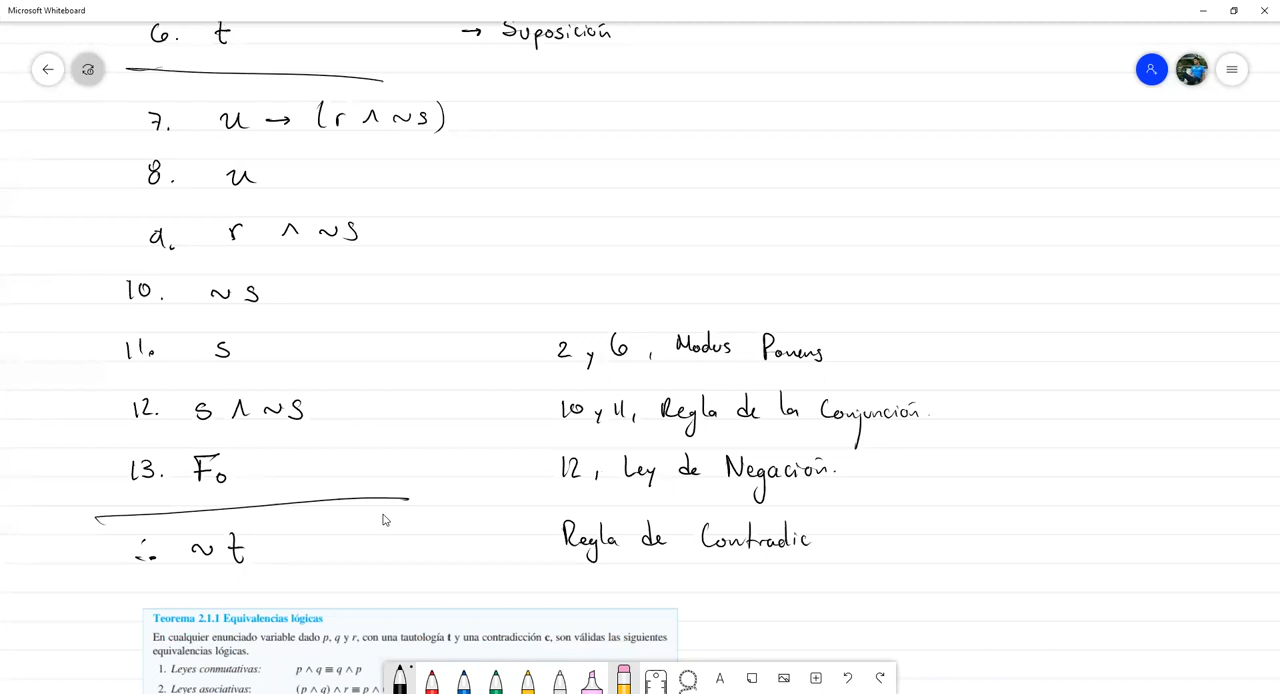 Microsoft Whiteboard
6. t → Suposición
7. u → (r ∧ ~s)
8. u
9. r ∧ ~s
10. ~s
11. s 2 y 6, Modus Ponens
12. s ∧ ~s 10 y 11, Regla de la Conjunción.
13. F₀ 12, Ley de Negación.
∴ ~t Regla de Contradic
Teorema 2.1.1 Equivalencias lógicas
En cualquier enunciado variable dado p, q y r, con una tautología t y una contradicción c, son válidas las siguientes
equivalencias lógicas.
1. Leyes conmutativas: p ∧ q ≡ q ∧ p
2. Leyes asociativas: (p ∧ q) ∧ r ≡ p ∧